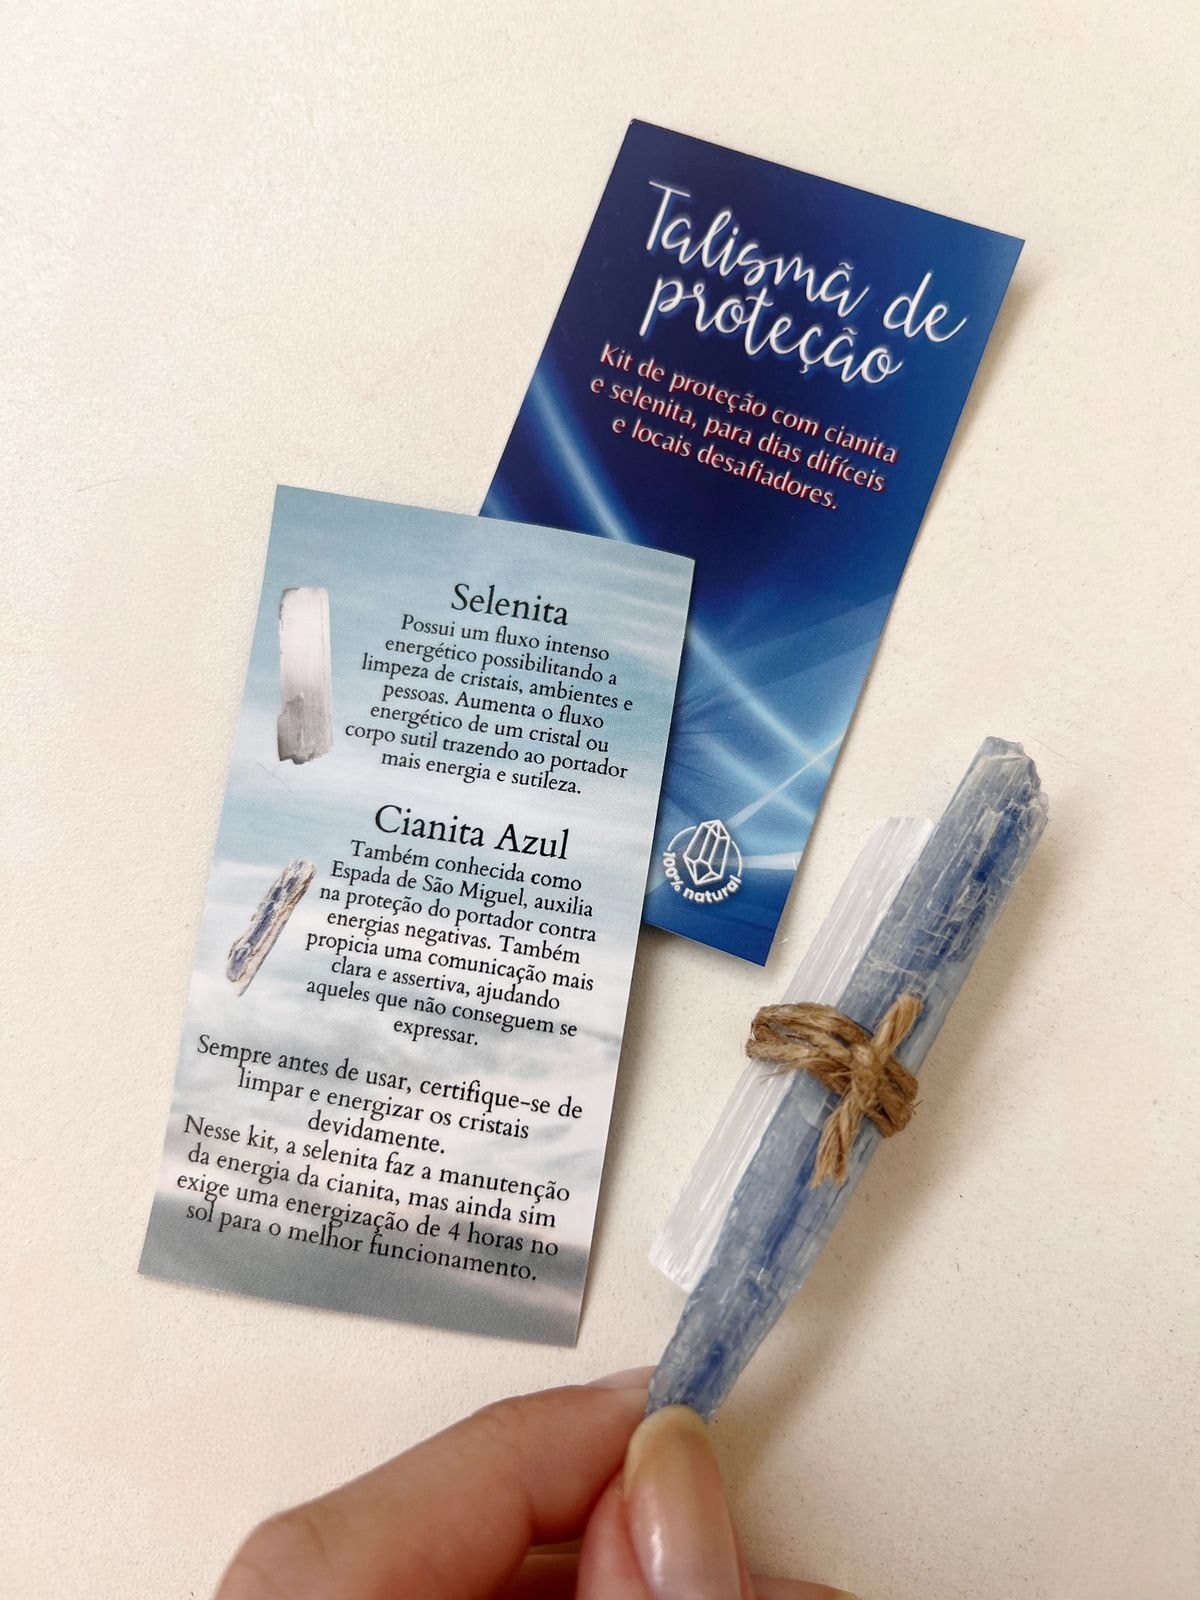 Talismã de
proteção
Kit de proteção com cianita
e selenita, para dias difíceis
e locais desafiadores.
100% natural
Selenita
Possui um fluxo intenso
energético possibilitando a
limpeza de cristais, ambientes e
pessoas. Aumenta o fluxo
energético de um cristal ou
corpo sutil trazendo ao portador
mais energia e sutileza.
Cianita Azul
Também conhecida como
Espada de São Miguel, auxilia
na proteção do portador contra
energias negativas. Também
propicia uma comunicação mais
clara e assertiva, ajudando
aqueles que não conseguem se
expressar.
Sempre antes de usar, certifique-se de
limpar e energizar os cristais
devidamente.
Nesse kit, a selenita faz a manutenção
da energia da cianita, mas ainda sim
exige uma energização de 4 horas no
sol para o melhor funcionamento.